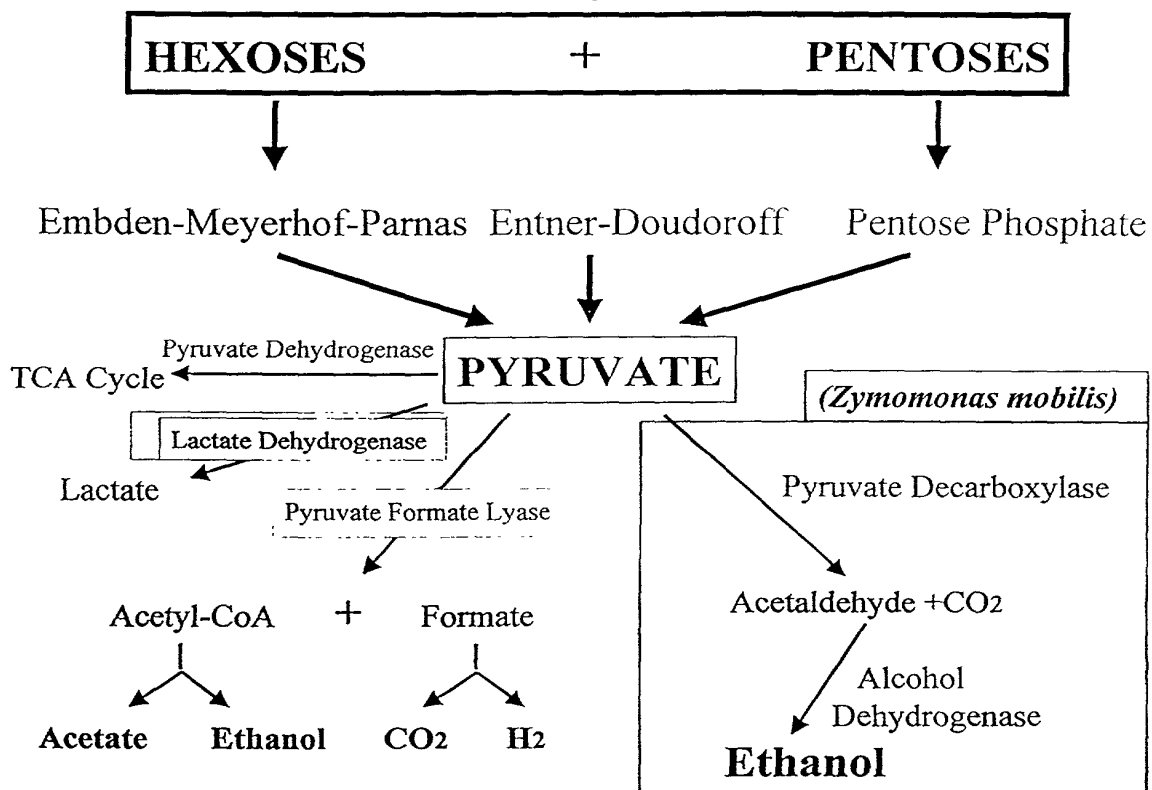 HEXOSES + PENTOSES
Embden-Meyerhof-Parnas Entner-Doudoroff Pentose Phosphate
Pyruvate Dehydrogenase
TCA Cycle
PYRUVATE
(Zymomonas mobilis)
Lactate Dehydrogenase
Lactate
Pyruvate Decarboxylase
Pyruvate Formate Lyase
Acetyl-CoA + Formate
Acetaldehyde +CO2
Acetate Ethanol CO2 H2
Alcohol
Dehydrogenase
Ethanol